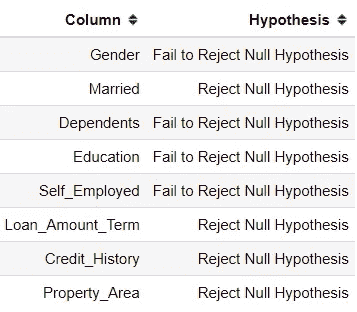 Column Hypothesis
Gender Fail to Reject Null Hypothesis
Married Reject Null Hypothesis
Dependents Fail to Reject Null Hypothesis
Education Fail to Reject Null Hypothesis
Self_Employed Fail to Reject Null Hypothesis
Loan_Amount_Term Reject Null Hypothesis
Credit_History Reject Null Hypothesis
Property_Area Reject Null Hypothesis